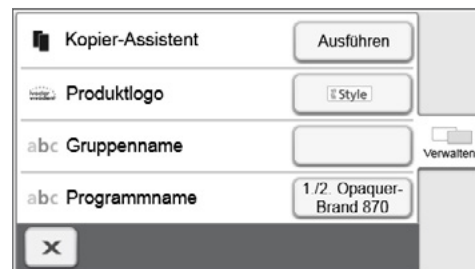 Kopier-Assistent
Ausführen
Produktlogo
Style
abc Gruppenname
Verwalten
abc Programmname
1./2. Opaquer-
Brand 870